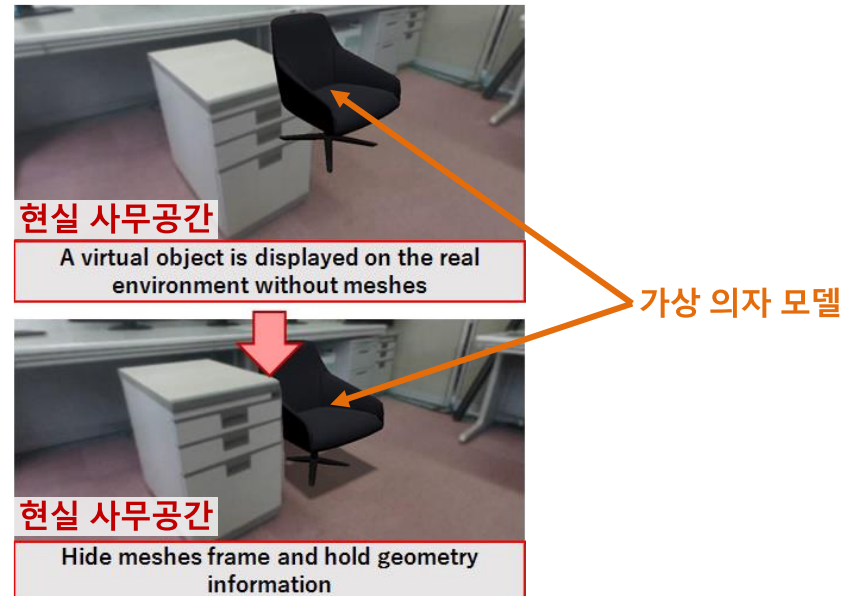 현실 사무공간
A virtual object is displayed on the real
environment without meshes
가상 의자 모델
현실 사무공간
Hide meshes frame and hold geometry
information